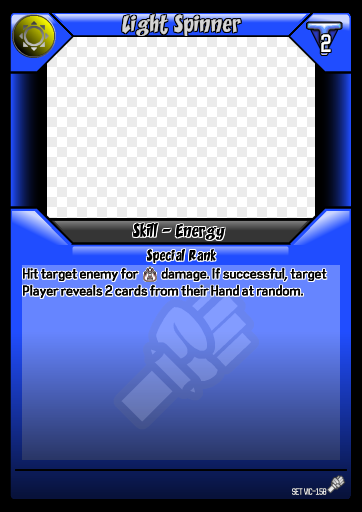 Light Spinner
2
Skill - Energy
Special Rank
Hit target enemy for damage. If successful, target
Player reveals 2 cards from their Hand at random.
SET VIC-158